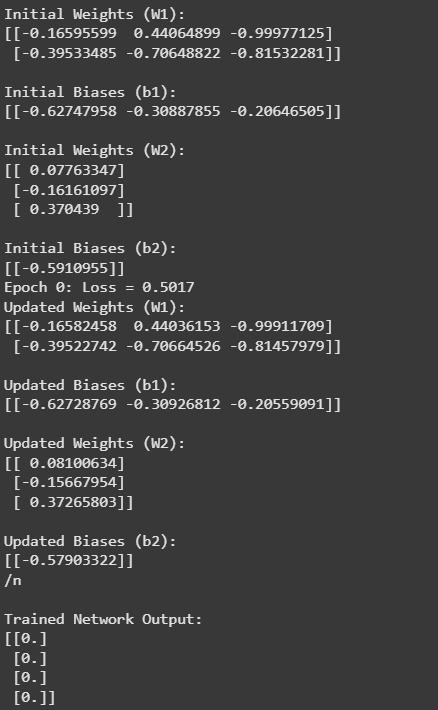 Initial Weights (W1):
[[-0.16595599  0.44064899 -0.99977125]
 [-0.39533485 -0.70648822 -0.81532281]]

Initial Biases (b1):
[[-0.62747958 -0.30887855 -0.20646505]]

Initial Weights (W2):
[[ 0.07763347]
 [-0.16161097]
 [ 0.370439  ]]

Initial Biases (b2):
[[-0.5910955]]
Epoch 0: Loss = 0.5017
Updated Weights (W1):
[[-0.16582458  0.44036153 -0.99911709]
 [-0.39522742 -0.70664526 -0.81457979]]

Updated Biases (b1):
[[-0.62728769 -0.30926812 -0.20559091]]

Updated Weights (W2):
[[ 0.08100634]
 [-0.15667954]
 [ 0.37265803]]

Updated Biases (b2):
[[-0.57903322]]
/n

Trained Network Output:
[[0.]
 [0.]
 [0.]
 [0.]]